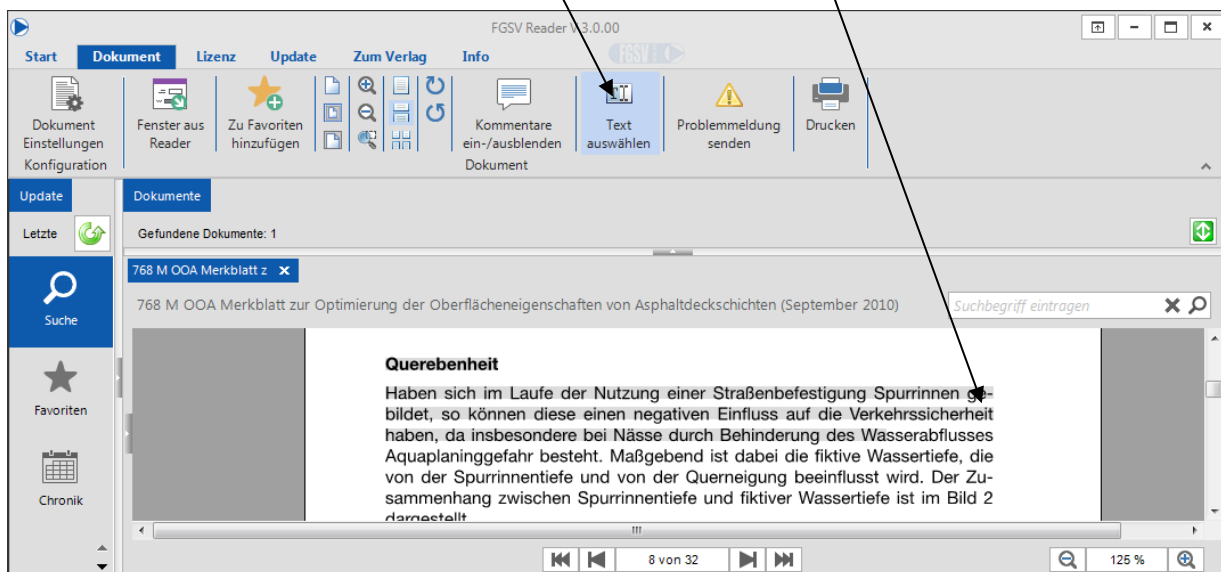 FGSV Reader V 3.0.00
Start Dokument Lizenz Update Zum Verlag Info
FGSV
Dokument Einstellungen
Fenster aus Reader
Zu Favoriten hinzufügen
Kommentare ein-/ausblenden
Text auswählen
Problemmeldung senden
Drucken
Konfiguration
Dokument
Update
Dokumente
Letzte
Gefundene Dokumente: 1
Suche
Favoriten
Chronik
768 M OOA Merkblatt z
768 M OOA Merkblatt zur Optimierung der Oberflächeneigenschaften von Asphaltdeckschichten (September 2010)
Suchbegriff eintragen
Querebenheit
Haben sich im Laufe der Nutzung einer Straßenbefestigung Spurrinnen ge-
bildet, so können diese einen negativen Einfluss auf die Verkehrssicherheit
haben, da insbesondere bei Nässe durch Behinderung des Wasserabflusses
Aquaplaninggefahr besteht. Maßgebend ist dabei die fiktive Wassertiefe, die
von der Spurrinnentiefe und von der Querneigung beeinflusst wird. Der Zu-
sammenhang zwischen Spurrinnentiefe und fiktiver Wassertiefe ist im Bild 2
dargestellt
8 von 32
125 %